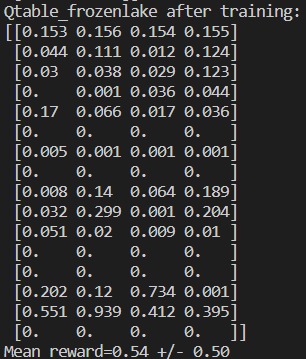 Qtable_frozenlake after training:
[[0.153 0.156 0.154 0.155]
 [0.044 0.111 0.012 0.124]
 [0.03  0.038 0.029 0.123]
 [0.    0.001 0.036 0.044]
 [0.17  0.066 0.017 0.036]
 [0.    0.    0.    0.   ]
 [0.005 0.001 0.001 0.001]
 [0.    0.    0.    0.   ]
 [0.008 0.14  0.064 0.189]
 [0.032 0.299 0.001 0.204]
 [0.051 0.02  0.009 0.01 ]
 [0.    0.    0.    0.   ]
 [0.    0.    0.    0.   ]
 [0.202 0.12  0.734 0.001]
 [0.551 0.939 0.412 0.395]
 [0.    0.    0.    0.   ]]
Mean reward=0.54 +/- 0.50